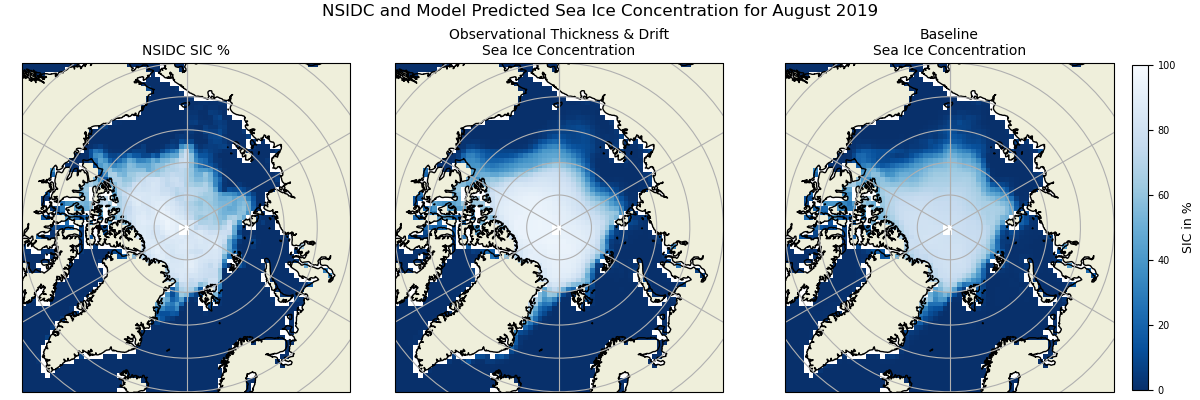 NSIDC and Model Predicted Sea Ice Concentration for August 2019
NSIDC SIC %
Observational Thickness & Drift
Sea Ice Concentration
Baseline
Sea Ice Concentration
100
80
60
40
20
0
SIC in %